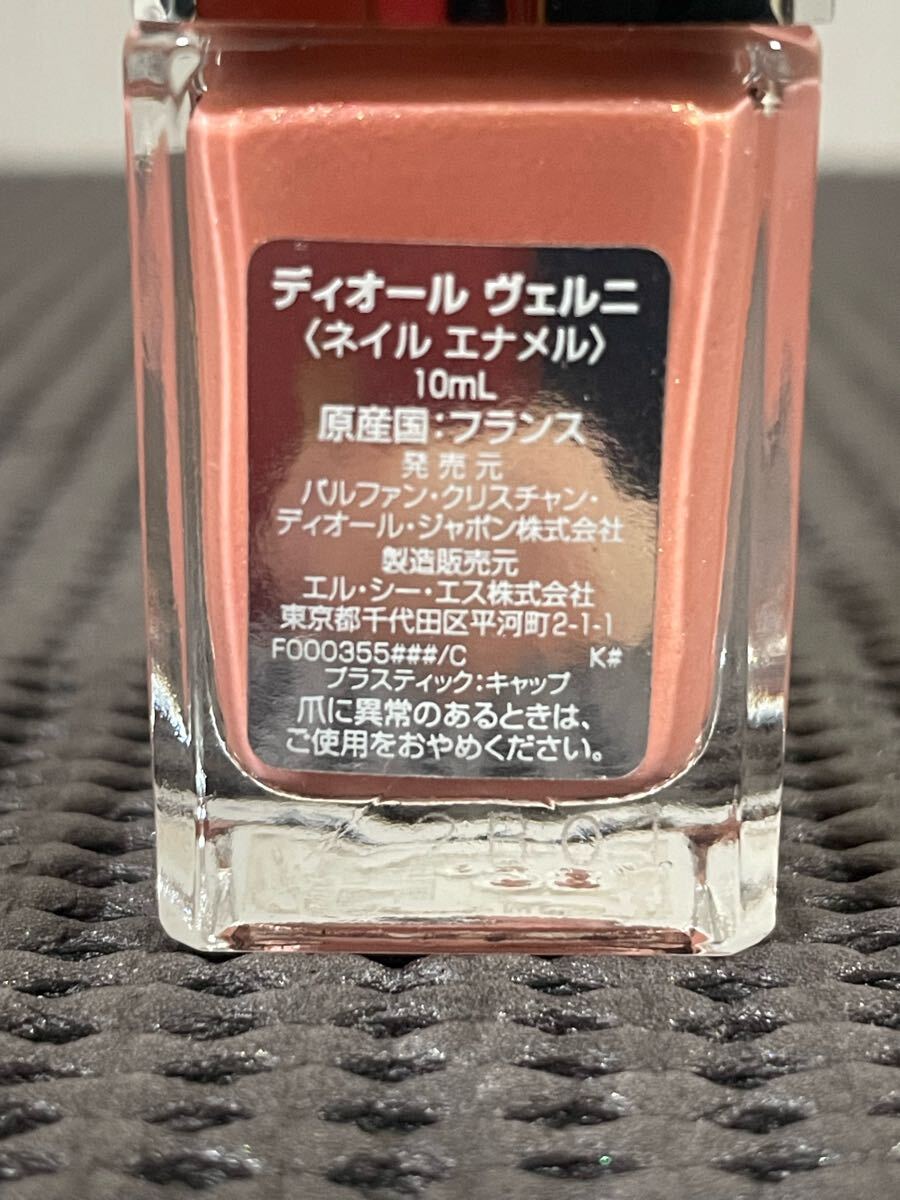 ディオール ヴェルニ
〈ネイル エナメル〉
10mL
原産国：フランス
発売元
パルファン・クリスチャン・
ディオール・ジャポン株式会社
製造販売元
エル・シー・エス株式会社
東京都千代田区平河町2-1-1
F000355###/C K#
プラスティック：キャップ
爪に異常のあるときは、
ご使用をおやめください。